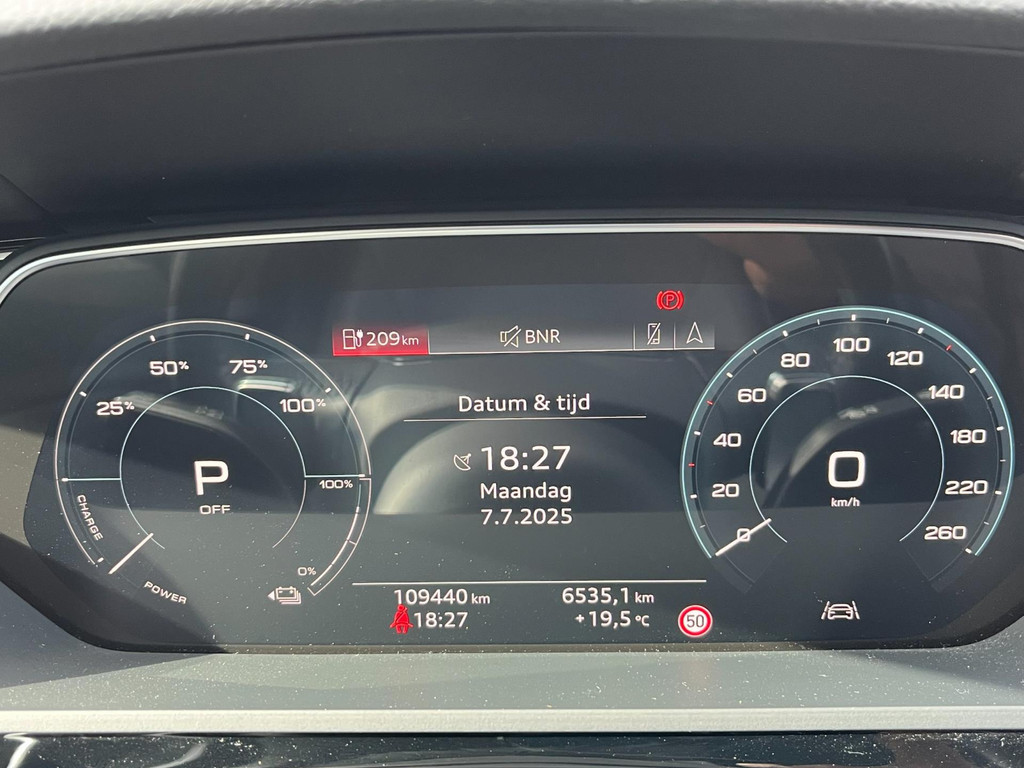 P
209 km
BNR
Datum & tijd
18:27
Maandag
7.7.2025
25%
50%
75%
100%
P
OFF
CHARGE
POWER
100%
0%
0
20
40
60
80
100
120
140
180
220
260
0
km/h
109440 km
6535,1 km
18:27
+19,5 °C
50